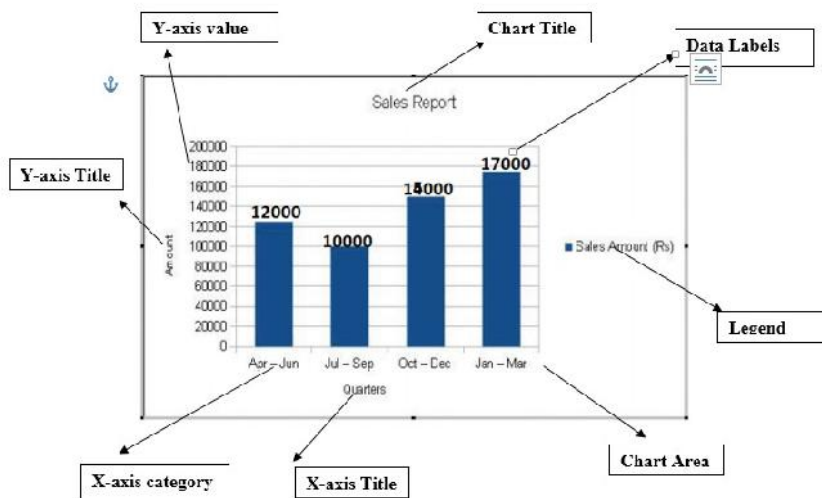 Y-axis value
Chart Title
Data Labels
Sales Report
Y-axis Title
Amount
200000
180000
160000
140000
120000
100000
80000
60000
40000
20000
0
12000
10000
17000
Apr – Jun
Jul – Sep
Oct – Dec
Jan – Mar
Quarters
Sales Amount (Rs)
Legend
X-axis category
X-axis Title
Chart Area